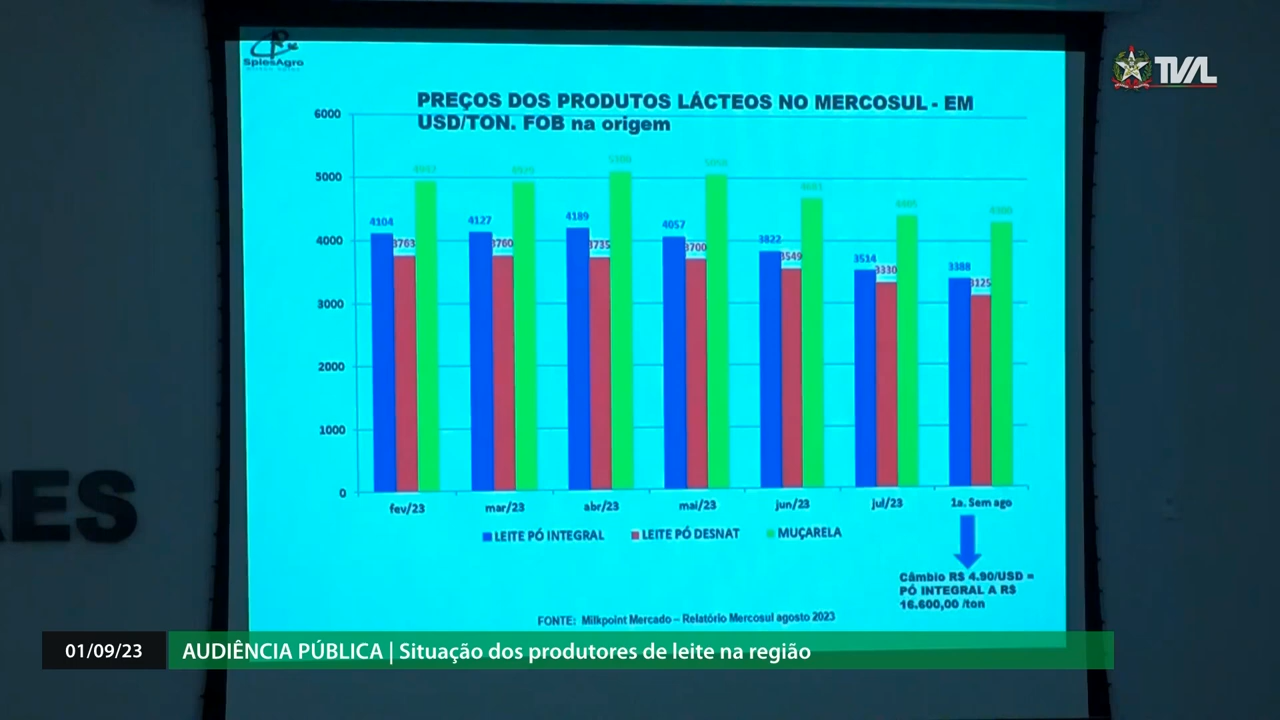 SpiesAgro
TVAL
PREÇOS DOS PRODUTOS LÁCTEOS NO MERCOSUL - EM
USD/TON. FOB na origem
6000
5000
4000
3000
2000
1000
0
4104
3763
4127
3760
4189
3735
4057
3700
3822
3549
3514
3330
3388
3125
fev/23
mar/23
abr/23
mai/23
jun/23
jul/23
1a. Sem ago
LEITE PÓ INTEGRAL
LEITE PÓ DESNAT
MUÇARELA
Câmbio R$ 4.90/USD =
PÓ INTEGRAL A R$
16.600,00 /ton
FONTE: Milkpoint Mercado – Relatório Mercosul agosto 2023
RES
01/09/23
AUDIÊNCIA PÚBLICA | Situação dos produtores de leite na região